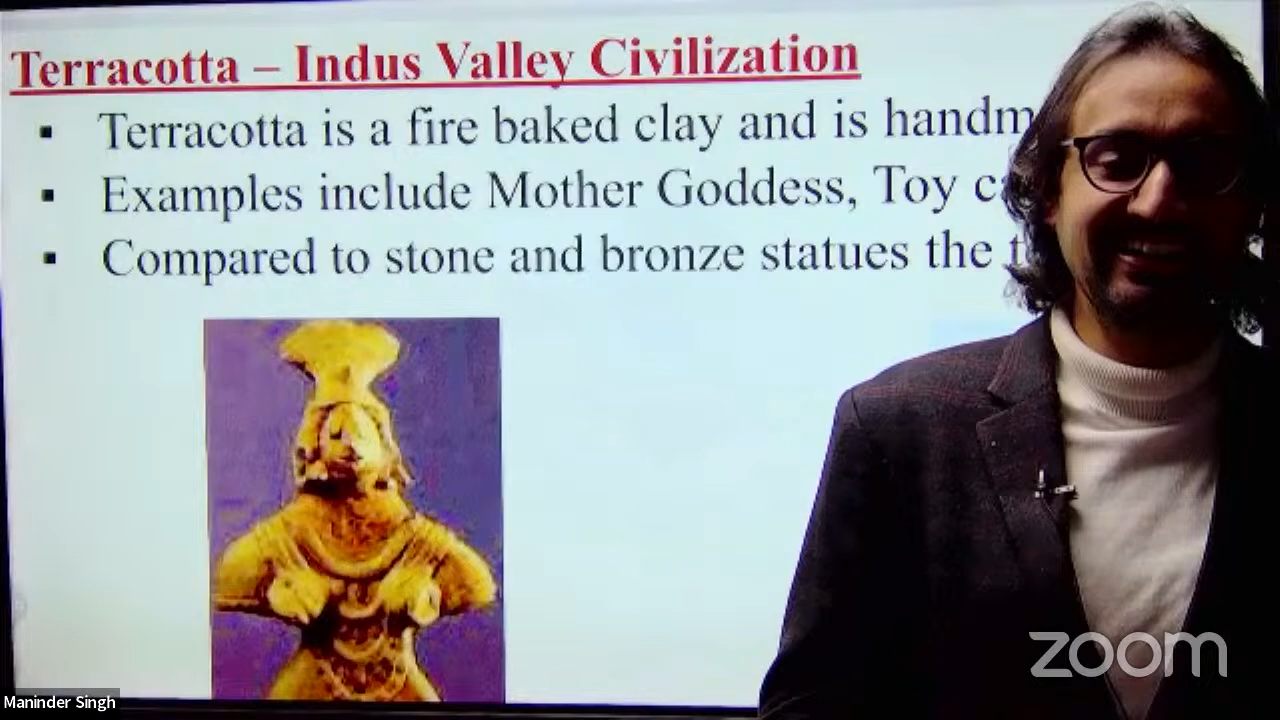 Terracotta – Indus Valley Civilization
▪ Terracotta is a fire baked clay and is
▪ Examples include Mother Goddess, Toy
▪ Compared to stone and bronze statues the
zoom
Maninder Singh